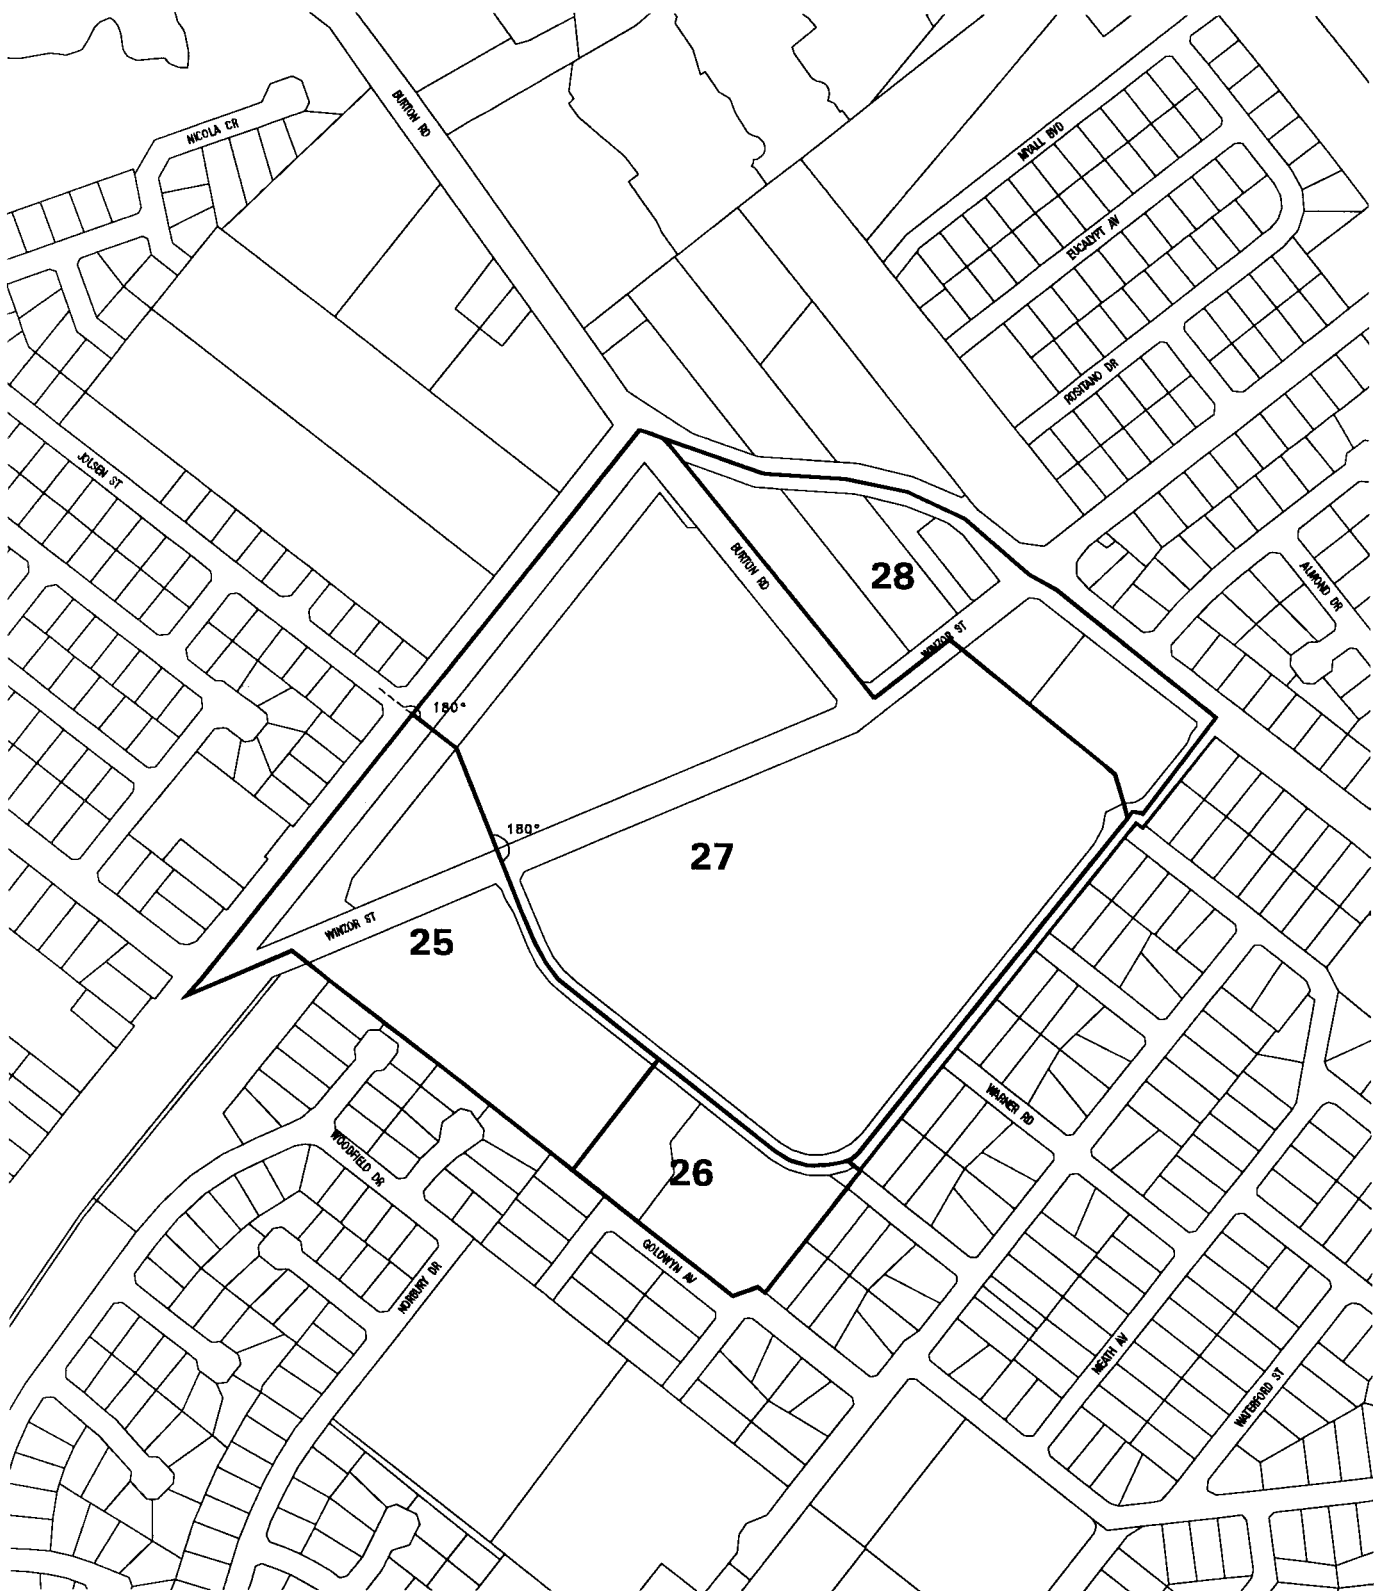 BURTON RD
NICOLA CR
MYALL BVD
EUCALYPT AV
ROSITANO DR
JOLSEN ST
BURTON RD
28
ALMOND DR
WINZOR ST
180°
180°
27
WINZOR ST
25
WARNER RD
WOODFIELD DR
26
GOLDWYN AV
NORBURY DR
MEATH AV
WATERFORD ST